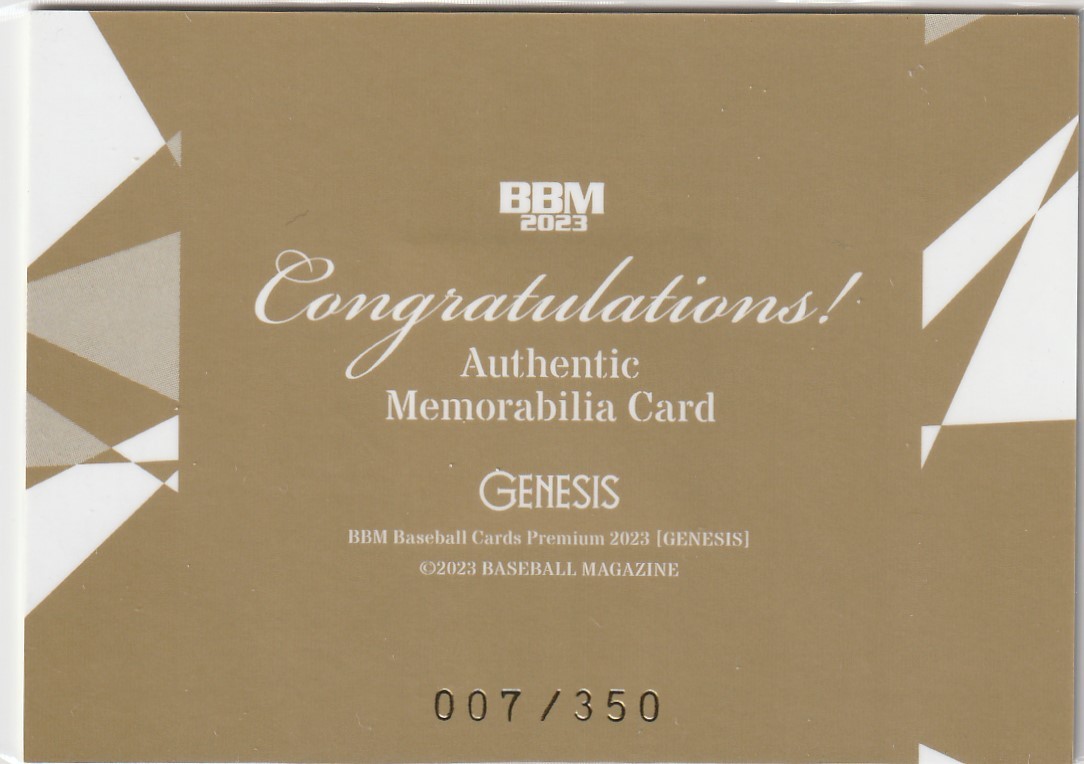 BBM
2023
Congratulations!
Authentic
Memorabilia Card
GENESIS
BBM Baseball Cards Premium 2023 [GENESIS]
©2023 BASEBALL MAGAZINE
007/350